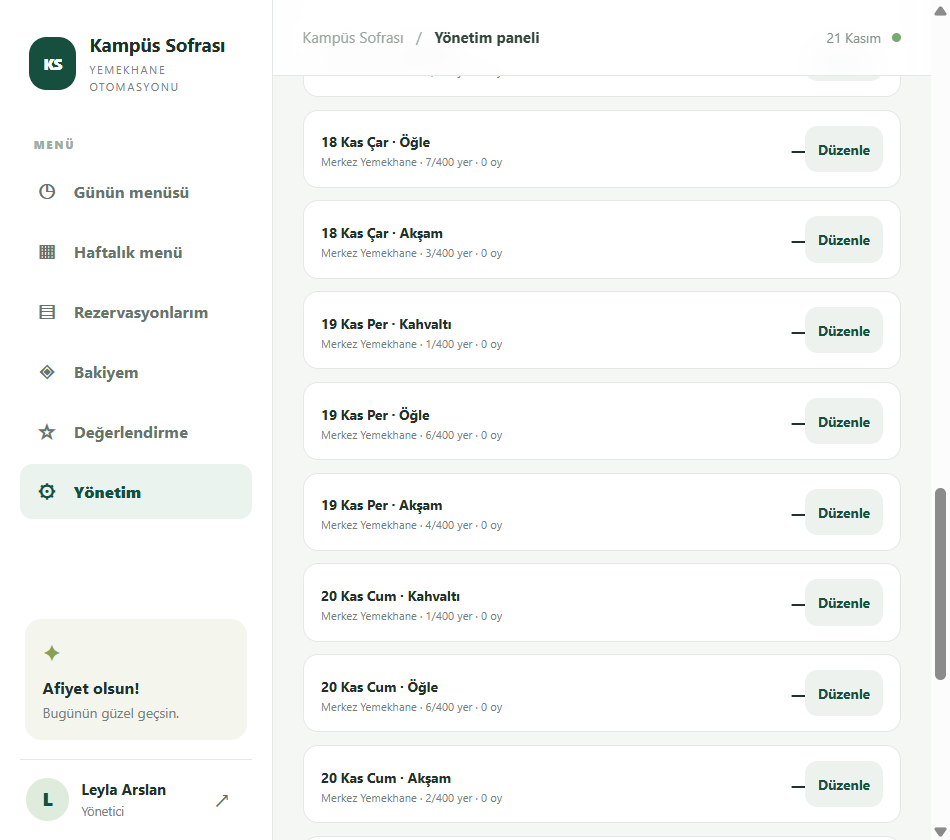 KS
Kampüs Sofrası
YEMEKHANE
OTOMASYONU
MENÜ
Günün menüsü
Haftalık menü
Rezervasyonlarım
Bakiyem
Değerlendirme
Yönetim
Afiyet olsun!
Bugünün güzel geçsin.
L
Leyla Arslan
Yönetici
Kampüs Sofrası / Yönetim paneli
21 Kasım
18 Kas Çar · Öğle
Merkez Yemekhane · 7/400 yer · 0 oy
— Düzenle
18 Kas Çar · Akşam
Merkez Yemekhane · 3/400 yer · 0 oy
— Düzenle
19 Kas Per · Kahvaltı
Merkez Yemekhane · 1/400 yer · 0 oy
— Düzenle
19 Kas Per · Öğle
Merkez Yemekhane · 6/400 yer · 0 oy
— Düzenle
19 Kas Per · Akşam
Merkez Yemekhane · 4/400 yer · 0 oy
— Düzenle
20 Kas Cum · Kahvaltı
Merkez Yemekhane · 1/400 yer · 0 oy
— Düzenle
20 Kas Cum · Öğle
Merkez Yemekhane · 6/400 yer · 0 oy
— Düzenle
20 Kas Cum · Akşam
Merkez Yemekhane · 2/400 yer · 0 oy
— Düzenle